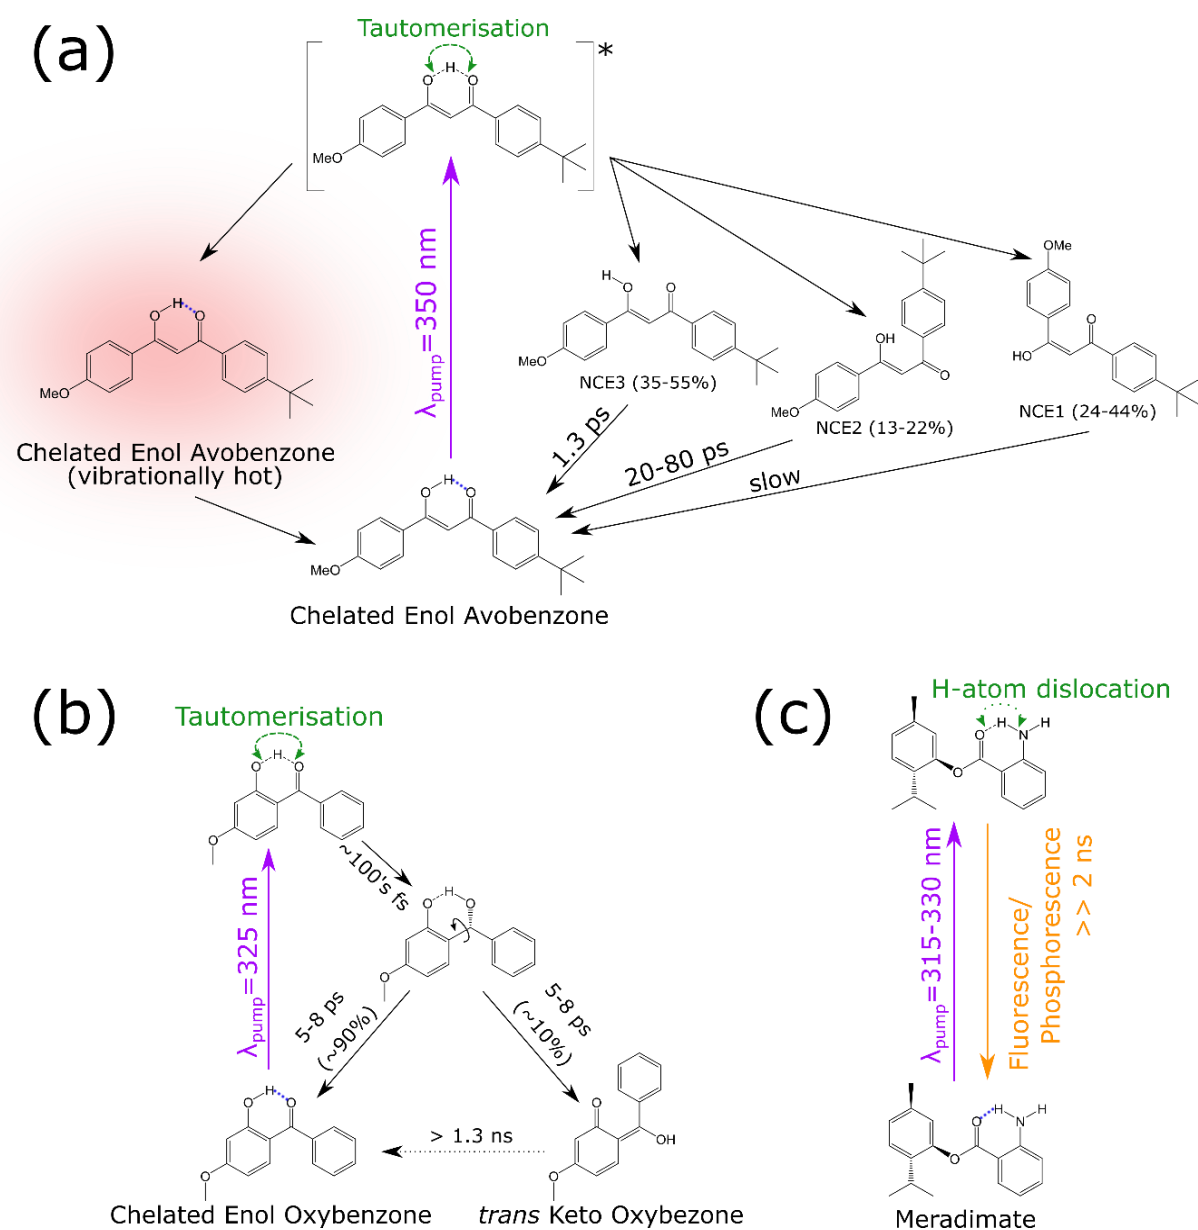 (a)
Tautomerisation
*
H
O
O
MeO
λpump=350 nm
H
O
O
MeO
Chelated Enol Avobenzone
(vibrationally hot)
H
O
O
MeO
NCE3 (35-55%)
OH
O
MeO
NCE2 (13-22%)
OMe
O
HO
NCE1 (24-44%)
1.3 ps
20-80 ps
slow
H
O
O
MeO
Chelated Enol Avobenzone
(b)
Tautomerisation
H
O
O
O
~100's fs
H
O
O
O
λpump=325 nm
5-8 ps
(~90%)
5-8 ps
(~10%)
H
O
O
O
> 1.3 ns
O
OH
O
Chelated Enol Oxybenzone
trans Keto Oxybezone
(c)
H-atom dislocation
O
H
N
H
O
λpump=315-330 nm
Fluorescence/
Phosphorescence
>> 2 ns
O
H
N
H
O
Meradimate